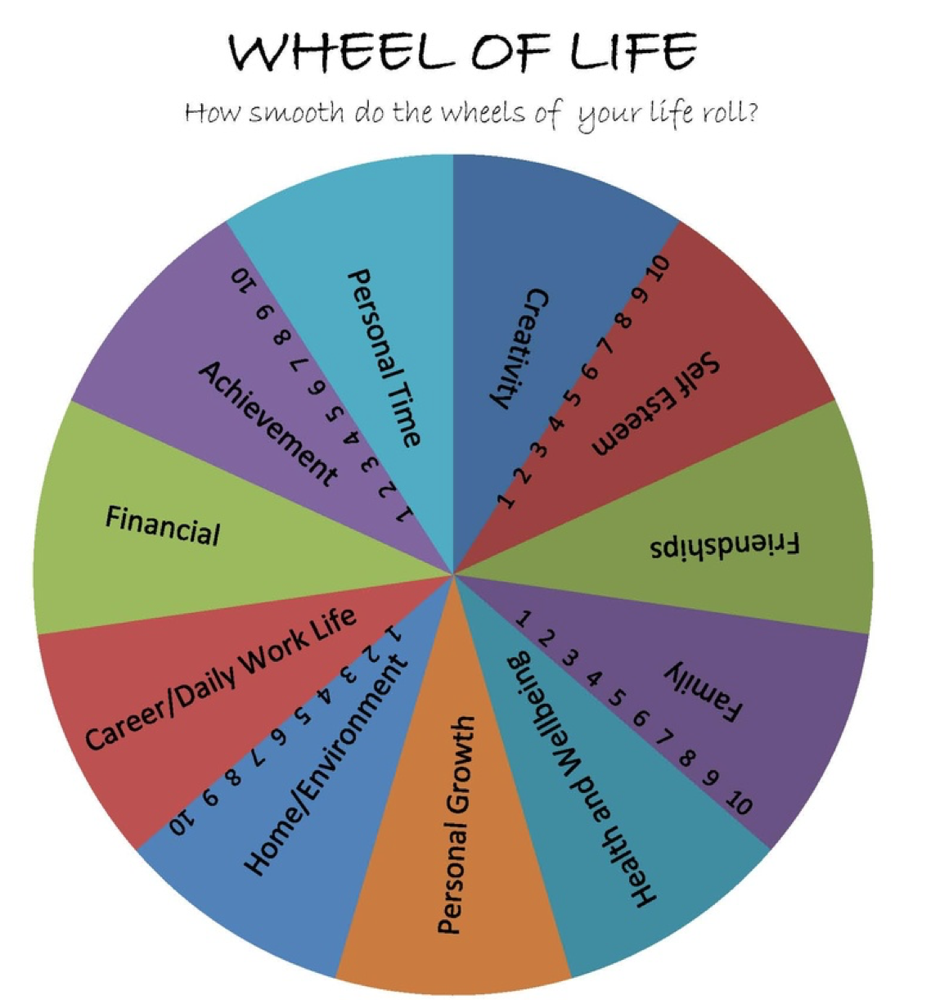 WHEEL OF LIFE
How smooth do the wheels of your life roll?
Creativity
1 2 3 4 5 6 7 8 9 10
Self Esteem
Friendships
Family
1 2 3 4 5 6 7 8 9 10
Health and Wellbeing
Personal Growth
Home/Environment
1 2 3 4 5 6 7 8 9 10
Career/Daily Work Life
Financial
Achievement
1 2 3 4 5 6 7 8 9 10
Personal Time